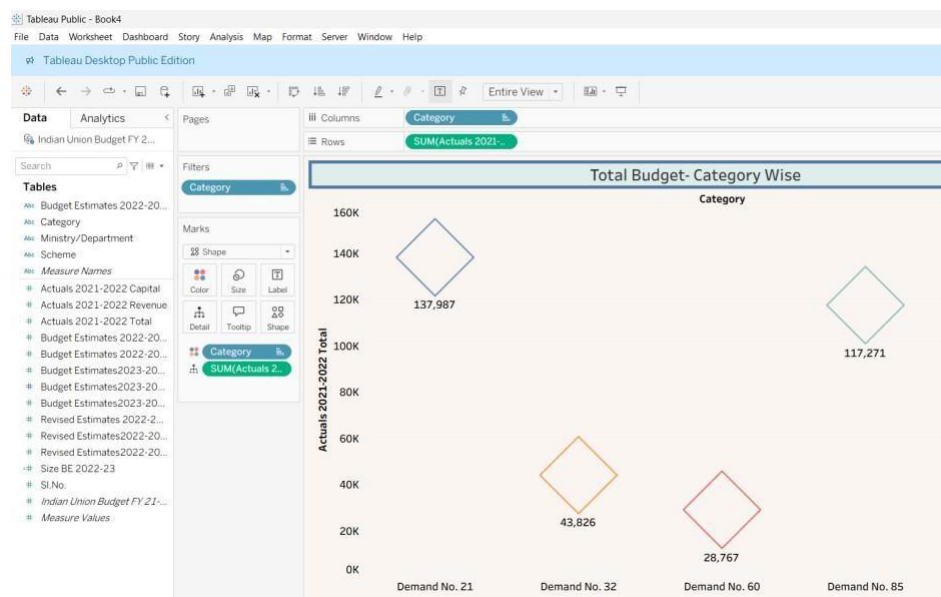 Tableau Public - Book4
File Data Worksheet Dashboard Story Analysis Map Format Server Window Help
Tableau Desktop Public Edition
Entire View
Data Analytics
Indian Union Budget FY 2...
Search
Tables
Abc Budget Estimates 2022-20...
Abc Category
Abc Ministry/Department
Abc Scheme
Abc Measure Names
# Actuals 2021-2022 Capital
# Actuals 2021-2022 Revenue
# Actuals 2021-2022 Total
# Budget Estimates 2022-20...
# Budget Estimates 2022-20...
# Budget Estimates2023-20...
# Budget Estimates2023-20...
# Budget Estimates2023-20...
# Revised Estimates 2022-2...
# Revised Estimates2022-20...
# Revised Estimates2022-20...
=# Size BE 2022-23
# Sl.No.
# Indian Union Budget FY 21-...
# Measure Values
Pages
Filters
Category
Marks
Shape
Color Size Label
Detail Tooltip Shape
Category
SUM(Actuals 2...
Columns Category
Rows SUM(Actuals 2021-...
Total Budget- Category Wise
Category
Actuals 2021-2022 Total
160K
140K
120K
100K
80K
60K
40K
20K
0K
137,987
43,826
28,767
117,271
Demand No. 21 Demand No. 32 Demand No. 60 Demand No. 85